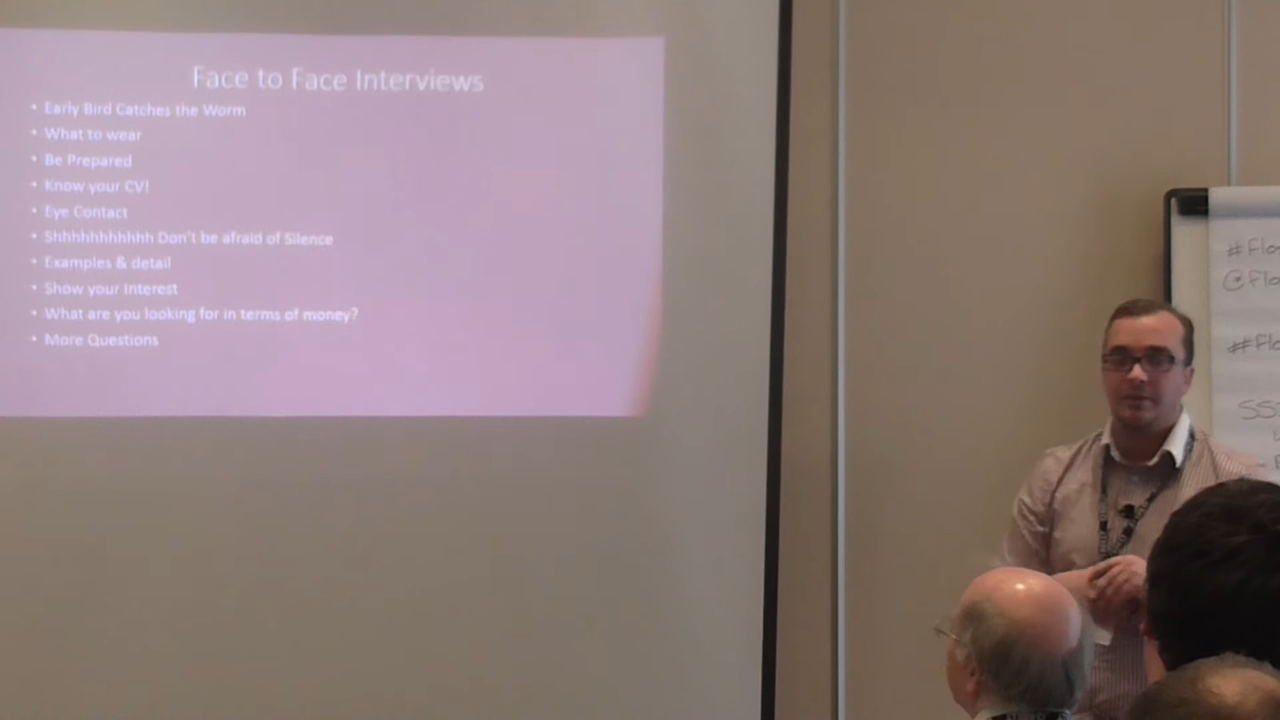 Face to Face Interviews
• Early Bird Catches the Worm
• What to wear
• Be Prepared
• Know your CV!
• Eye Contact
• Shhhhhhhhhhh Don't be afraid of Silence
• Examples & detail
• Show your Interest
• What are you looking for in terms of money?
• More Questions